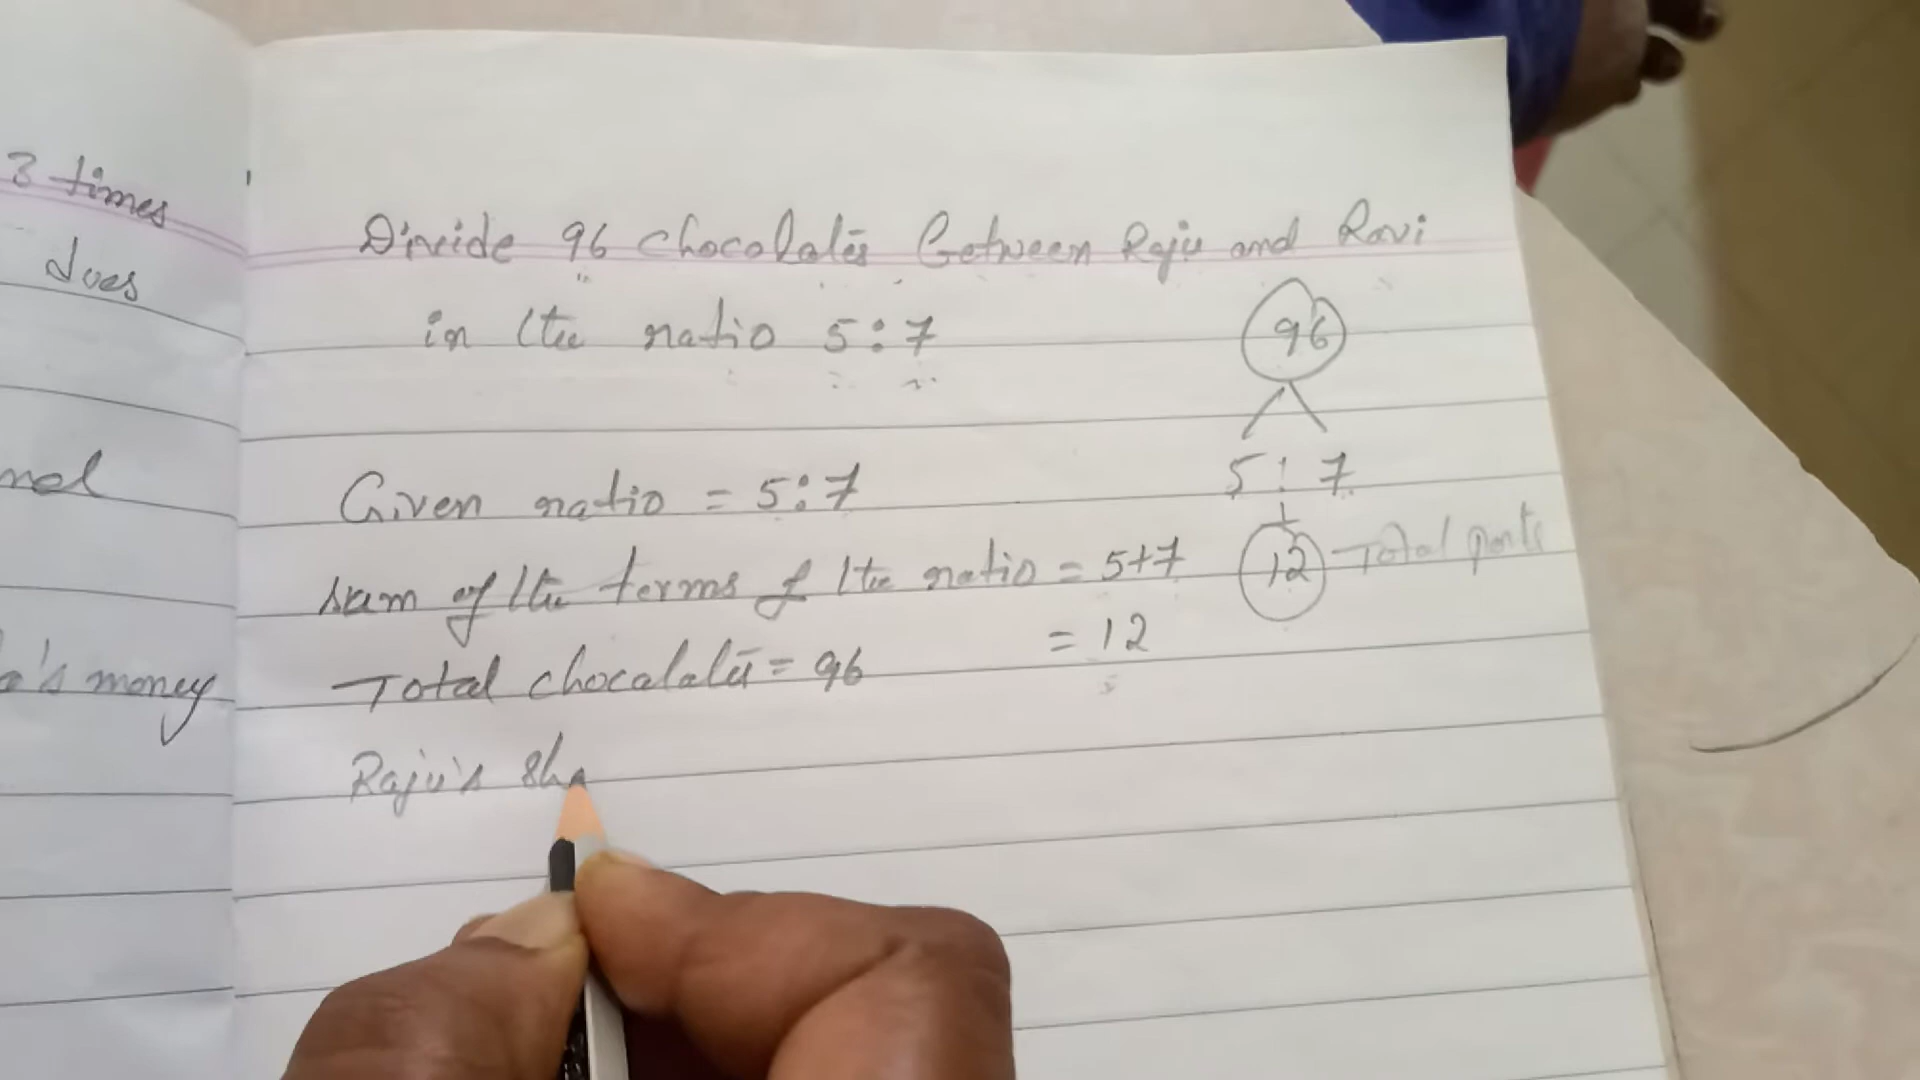 3 times
does
nd
's money
Divide 96 chocolates Between Raju and Ravi
in the ratio 5:7
96
5 : 7
12 Total parts
Given ratio = 5:7
sum of the terms of the ratio = 5+7
= 12
Total chocalates = 96
Raju's sha